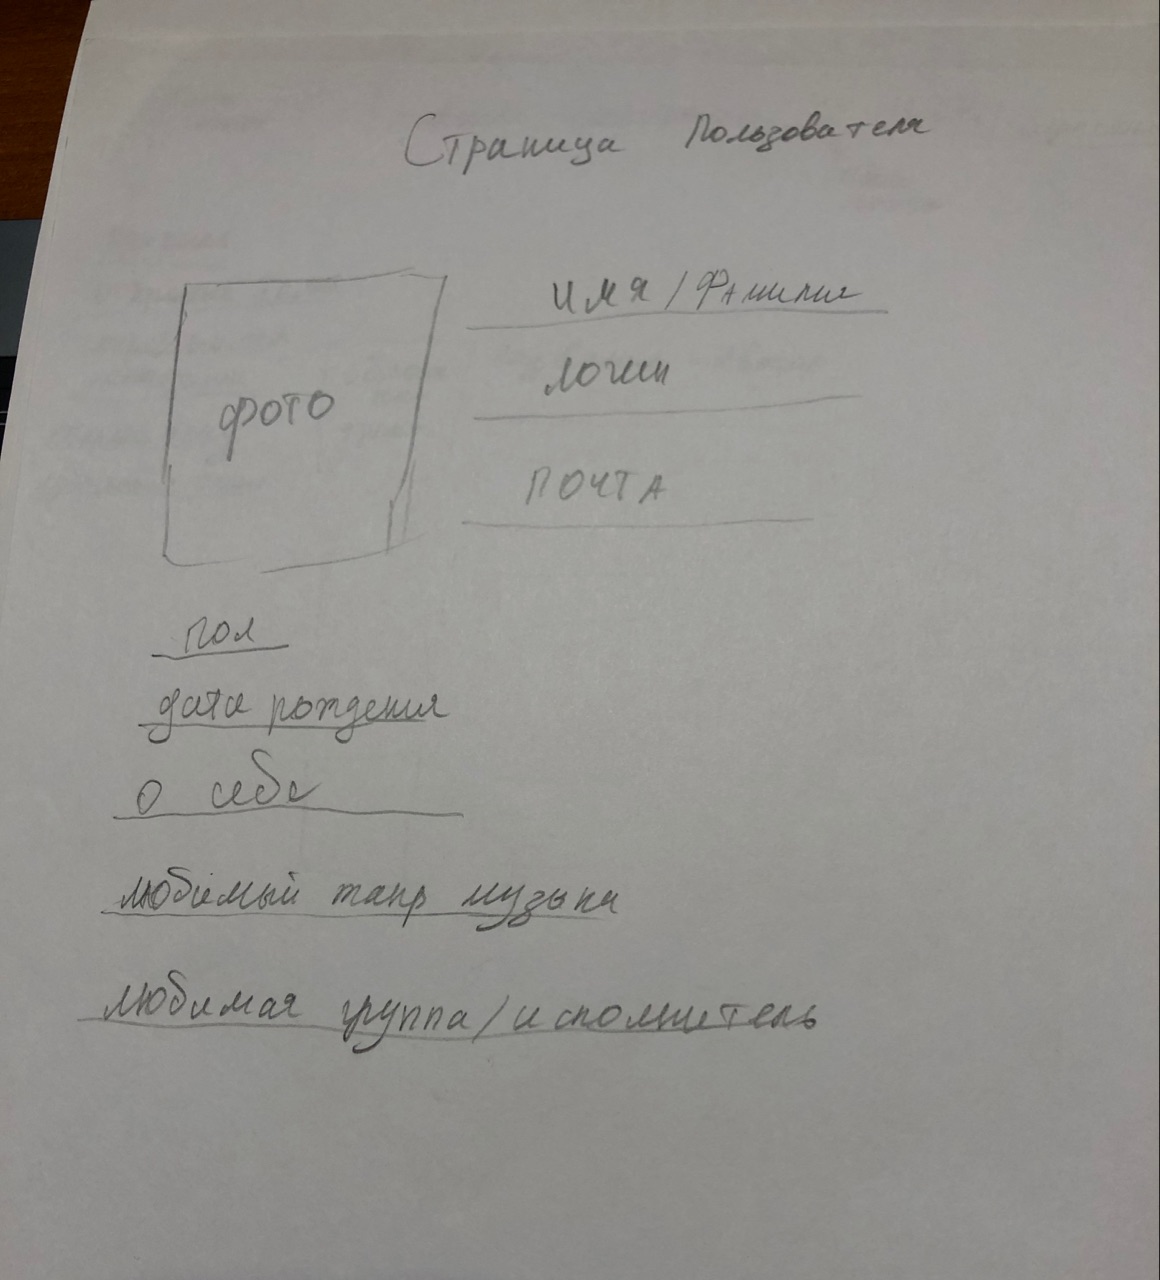 Страница Пользователя
имя / Фамилия
фото
логин
почта
пол
дата рождения
о себе
любимый жанр музыки
любимая группа / исполнитель